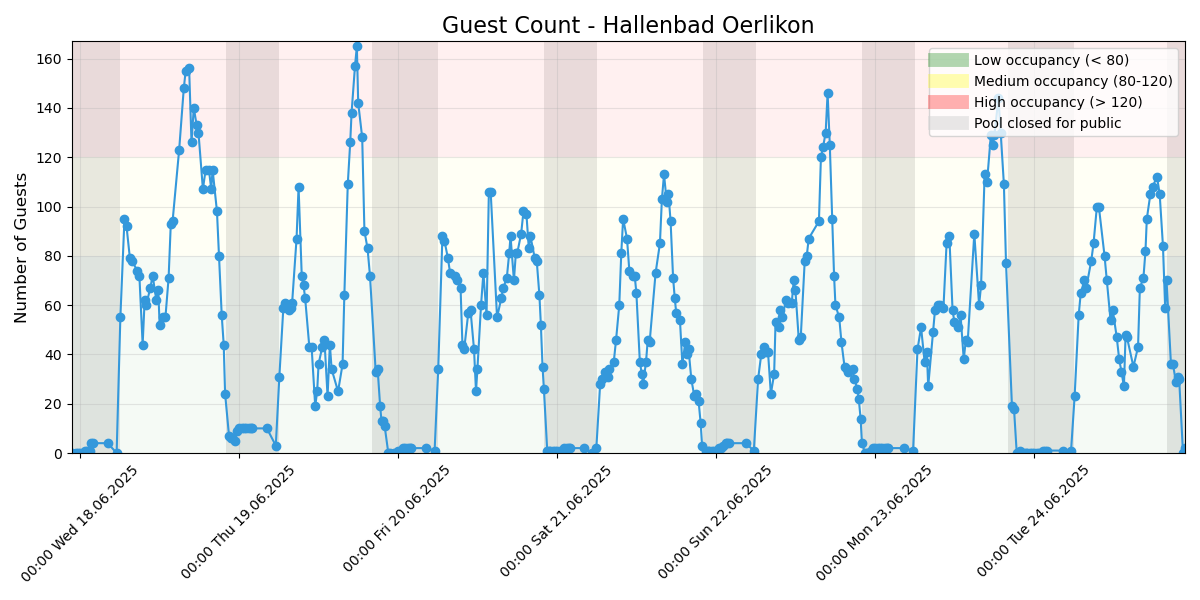 Guest Count - Hallenbad Oerlikon
Number of Guests
160
140
120
100
80
60
40
20
0
Low occupancy (< 80)
Medium occupancy (80-120)
High occupancy (> 120)
Pool closed for public
00:00 Wed 18.06.2025
00:00 Thu 19.06.2025
00:00 Fri 20.06.2025
00:00 Sat 21.06.2025
00:00 Sun 22.06.2025
00:00 Mon 23.06.2025
00:00 Tue 24.06.2025